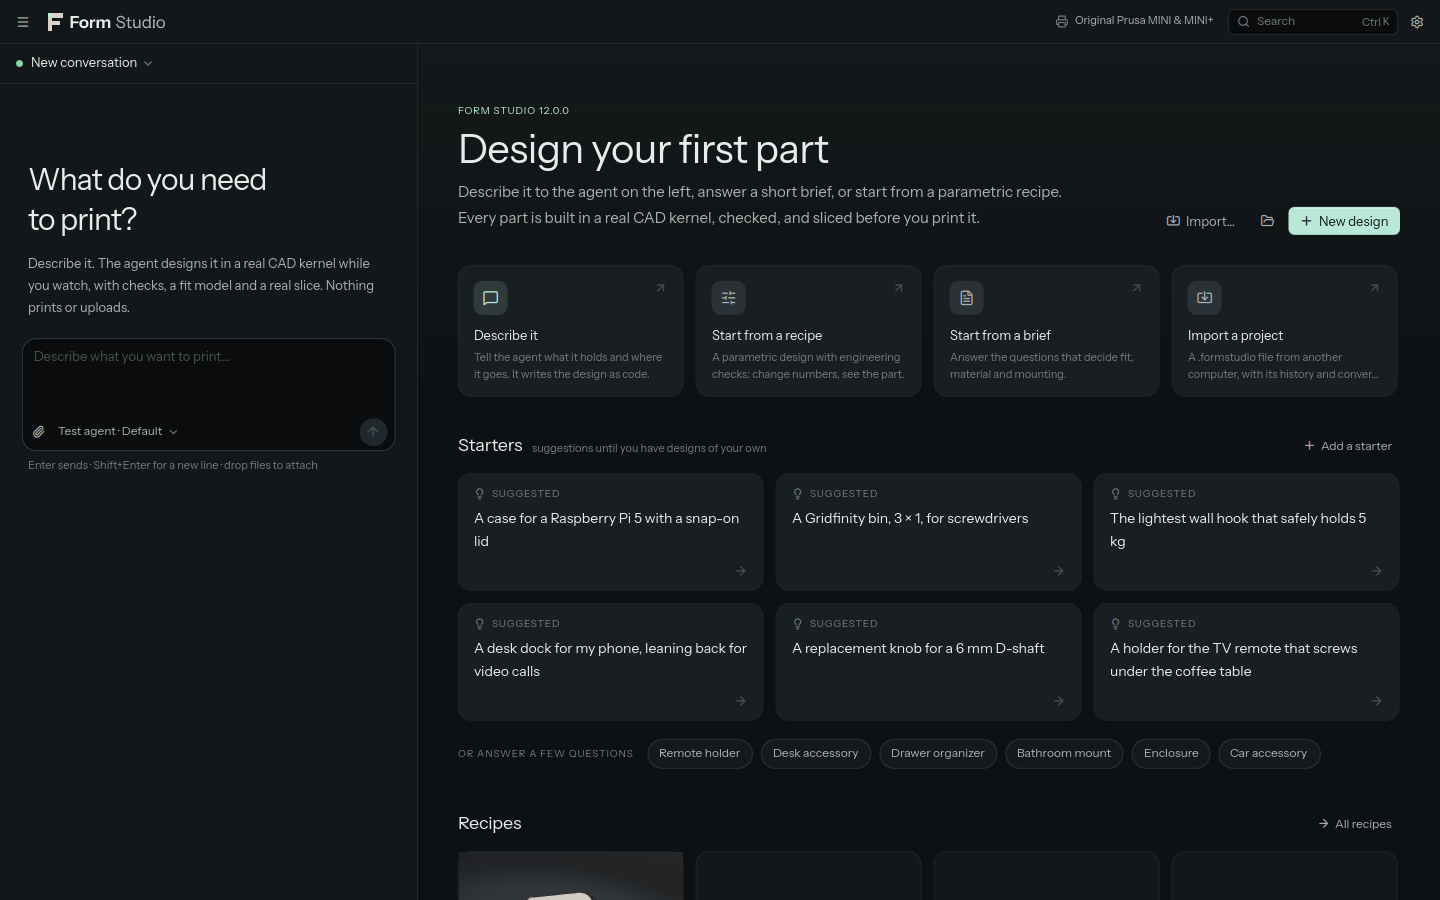 Form Studio
Original Prusa MINI & MINI+
Search
Ctrl K
New conversation
What do you need
to print?
Describe it. The agent designs it in a real CAD kernel while
you watch, with checks, a fit model and a real slice. Nothing
prints or uploads.
Describe what you want to print...
Test agent · Default
Enter sends · Shift+Enter for a new line · drop files to attach
FORM STUDIO 12.0.0
Design your first part
Describe it to the agent on the left, answer a short brief, or start from a parametric recipe.
Every part is built in a real CAD kernel, checked, and sliced before you print it.
Import...
New design
Describe it
Tell the agent what it holds and where
it goes. It writes the design as code.
Start from a recipe
A parametric design with engineering
checks: change numbers, see the part.
Start from a brief
Answer the questions that decide fit,
material and mounting.
Import a project
A .formstudio file from another
computer, with its history and conver...
Starters
suggestions until you have designs of your own
Add a starter
SUGGESTED
A case for a Raspberry Pi 5 with a snap-on
lid
SUGGESTED
A Gridfinity bin, 3 × 1, for screwdrivers
SUGGESTED
The lightest wall hook that safely holds 5
kg
SUGGESTED
A desk dock for my phone, leaning back for
video calls
SUGGESTED
A replacement knob for a 6 mm D-shaft
SUGGESTED
A holder for the TV remote that screws
under the coffee table
OR ANSWER A FEW QUESTIONS
Remote holder
Desk accessory
Drawer organizer
Bathroom mount
Enclosure
Car accessory
Recipes
All recipes